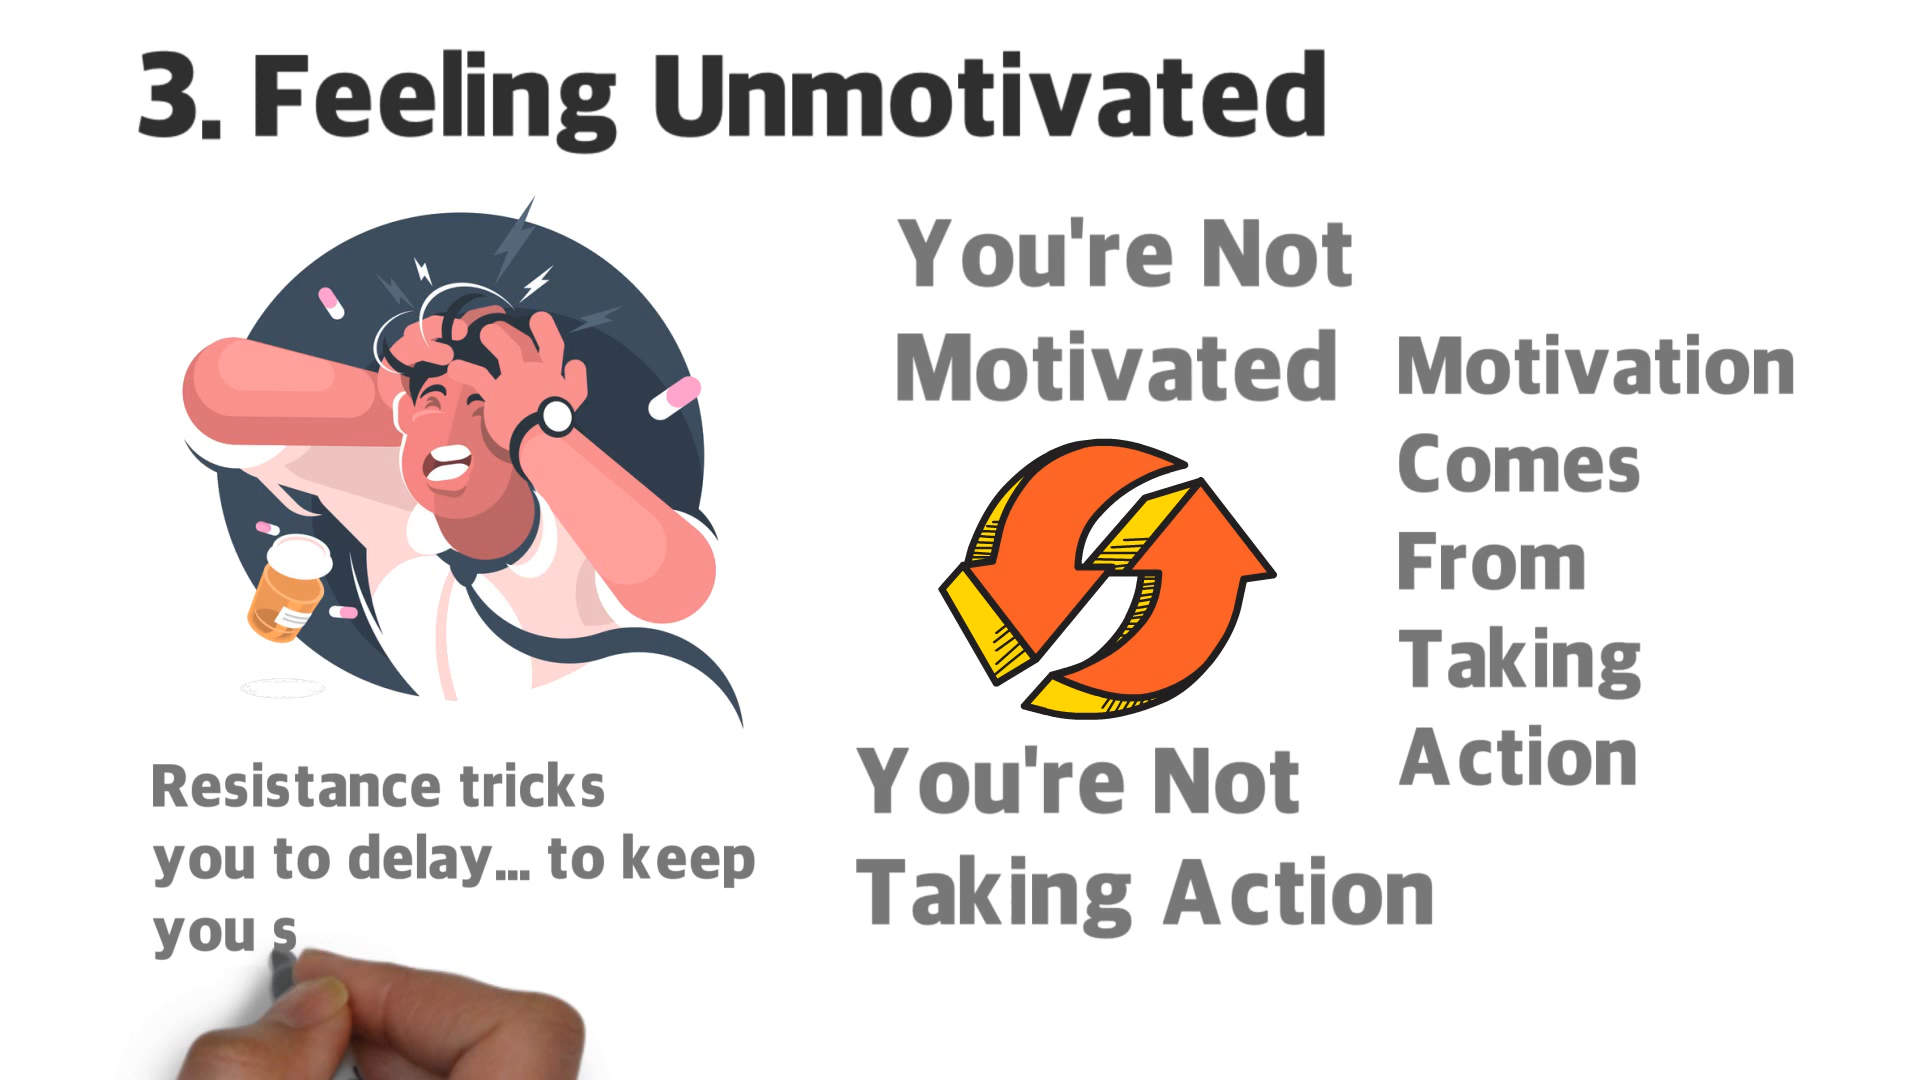 3. Feeling Unmotivated
You're Not
Motivated
Motivation
Comes
From
Taking
Action
You're Not
Taking Action
Resistance tricks
you to delay... to keep
you s